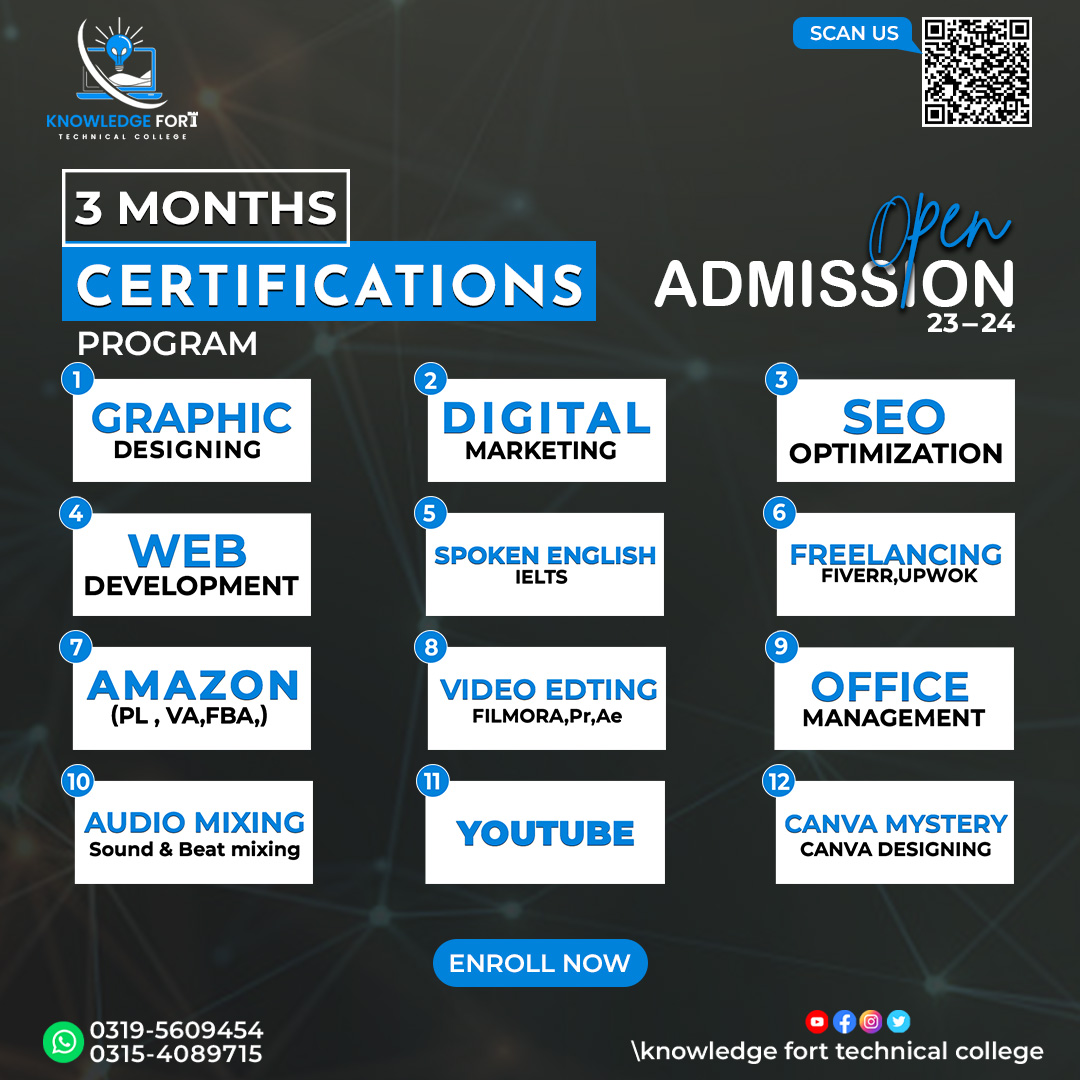 KNOWLEDGE FORT
TECHNICAL COLLEGE
SCAN US
3 MONTHS
CERTIFICATIONS
PROGRAM
Open
ADMISSION
23–24
1
GRAPHIC
DESIGNING
2
DIGITAL
MARKETING
3
SEO
OPTIMIZATION
4
WEB
DEVELOPMENT
5
SPOKEN ENGLISH
IELTS
6
FREELANCING
FIVERR,UPWOK
7
AMAZON
(PL , VA,FBA,)
8
VIDEO EDTING
FILMORA,Pr,Ae
9
OFFICE
MANAGEMENT
10
AUDIO MIXING
Sound & Beat mixing
11
YOUTUBE
12
CANVA MYSTERY
CANVA DESIGNING
ENROLL NOW
0319-5609454
0315-4089715
\knowledge fort technical college